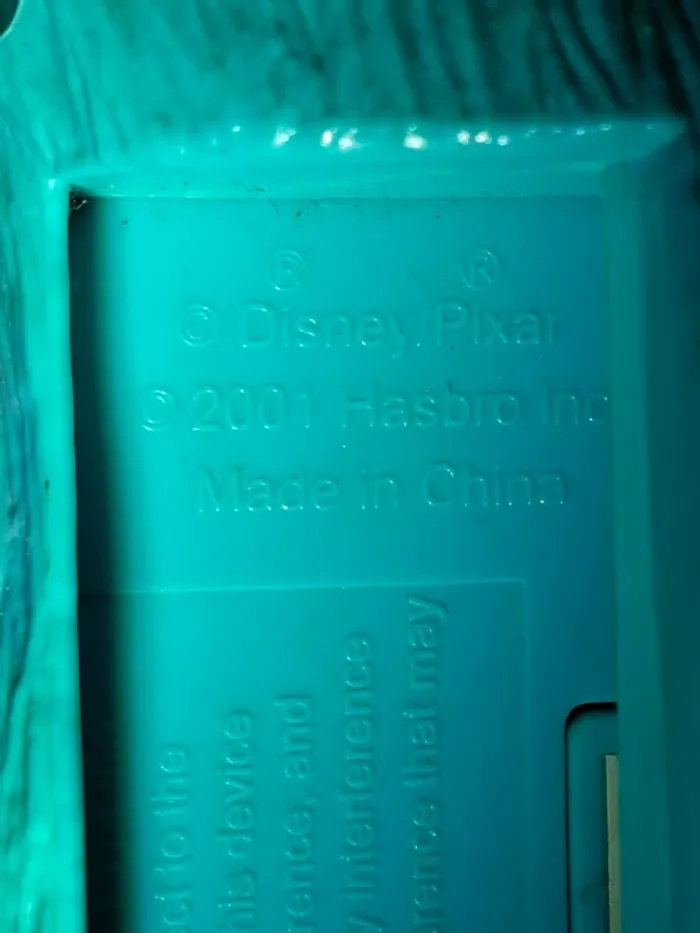 ® ®
© Disney/Pixar
© 2001 Hasbro Inc
Made in China
to the
device
and
interference
that may